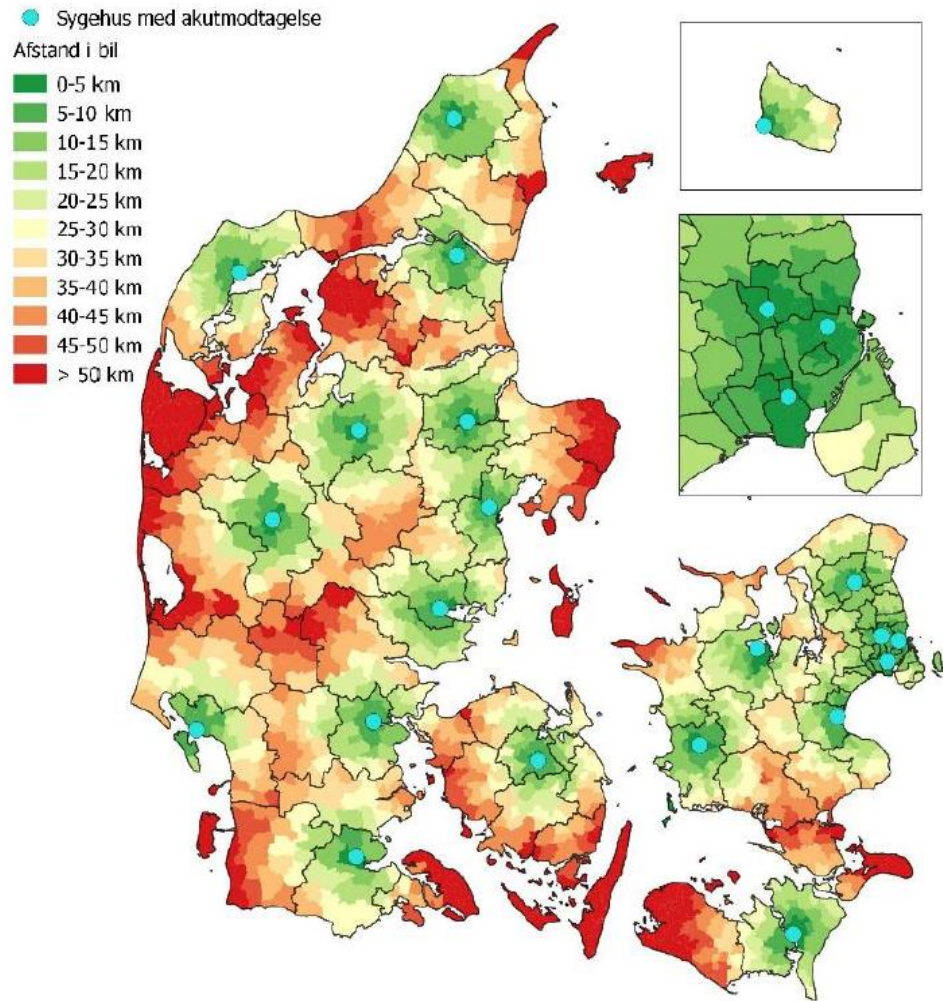 Sygehus med akutmodtagelse
Afstand i bil
0-5 km
5-10 km
10-15 km
15-20 km
20-25 km
25-30 km
30-35 km
35-40 km
40-45 km
45-50 km
> 50 km